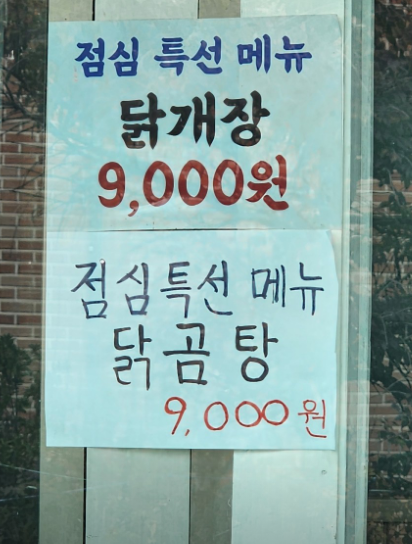 점심 특선 메뉴
닭개장
9,000원
점심특선 메뉴
닭곰탕
9,000원